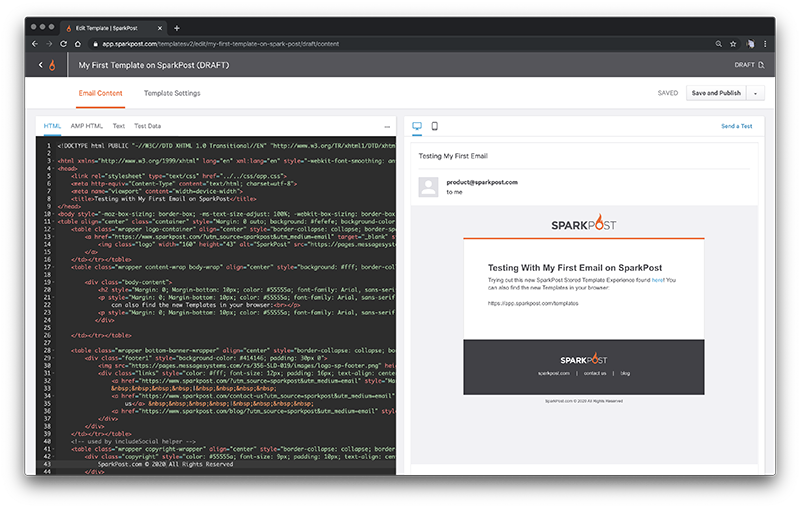 Edit Template | SparkPost
app.sparkpost.com/templatesv2/edit/my-first-template-on-spark-post/draft/content
My First Template on SparkPost (DRAFT)
DRAFT
Email Content
Template Settings
SAVED
Save and Publish
HTML
AMP HTML
Text
Test Data
...
1 <!DOCTYPE html PUBLIC "-//W3C//DTD XHTML 1.0 Transitional//EN" "http://www.w3.org/TR/xhtml1/DTD/xhtm
2
3 <html xmlns="http://www.w3.org/1999/xhtml" lang="en" xml:lang="en" style="-webkit-font-smoothing: an
4 <head>
5 <link rel="stylesheet" type="text/css" href="../../css/app.css">
6 <meta http-equiv="Content-Type" content="text/html; charset=utf-8">
7 <meta name="viewport" content="width=device-width">
8 <title>Testing with My First Email on SparkPost</title>
9 </head>
10 <body style="-moz-box-sizing: border-box; -ms-text-size-adjust: 100%; -webkit-box-sizing: border-box
11 <table align="center" class="container" style="Margin: 0 auto; background: #fefefe; border-collapse:
12 <table class="wrapper logo-container" align="center" style="border-collapse: collapse; border-
13 <a href="https://www.sparkpost.com/?utm_source=sparkpost&utm_medium=email" target="_blank" s
14 <img class="logo" width="160" height="43" alt="SparkPost" src="https://pages.messagesystem
15 </a>
16 </td></tr></table>
17 <table class="wrapper content-wrap body-wrap" align="center" style="background: #fff; border-col
18
19 <div class="body-content">
20 <h2 style="Margin: 0; Margin-bottom: 10px; color: #55555a; font-family: Arial, sans-serif
21 <p style="Margin: 0; Margin-bottom: 10px; color: #55555a; font-family: Arial, sans-serif
22 can also find the new Templates in your browser:<br></p>
23 <p style="Margin: 0; Margin-bottom: 10px; color: #55555a; font-family: Arial, sans-serif
24 </div>
25
26 </td></tr></table>
27
28 <table class="wrapper bottom-banner-wrapper" align="center" style="border-collapse: collapse; bo
29 <div class="footer1" style="background-color: #414146; padding: 30px 0">
30 <img src="https://pages.messagesystems.com/rs/356-SLD-019/images/logo-sp-footer.png" hei
31 <div class="links" style="color: #fff; font-size: 12px; padding: 16px; text-align: cente
32 <a href="https://www.sparkpost.com/?utm_source=sparkpost&utm_medium=email" style="Ma
33 &nbsp;&nbsp;&nbsp;&nbsp;|&nbsp;&nbsp;&nbsp;&nbsp;
34 <a href="https://www.sparkpost.com/contact-us?utm_source=sparkpost&utm_medium=email"
35 us</a> &nbsp;&nbsp;&nbsp;&nbsp;|&nbsp;&nbsp;&nbsp;&nbsp;
36 <a href="https://www.sparkpost.com/blog/?utm_source=sparkpost&utm_medium=email" styl
37 </div>
38 </div>
39 </td></tr></table>
40 <!-- used by includeSocial helper -->
41 <table class="wrapper copyright-wrapper" align="center" style="border-collapse: collapse; border
42 <div class="copyright" style="color: #55555a; font-size: 9px; padding: 10px; text-align: cent
43 SparkPost.com © 2020 All Rights Reserved
44 </div>
Send a Test
Testing My First Email
product@sparkpost.com
to me
SPARKPOST
Testing With My First Email on SparkPost
Trying out this new SparkPost Stored Template Experience found here! You
can also find the new Templates in your browser:
https://app.sparkpost.com/templates
SPARKPOST
sparkpost.com | contact us | blog
SparkPost.com © 2020 All Rights Reserved